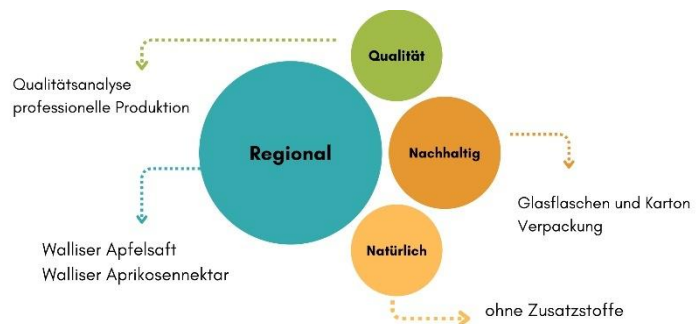 Qualität
Qualitätsanalyse
professionelle Produktion
Regional
Nachhaltig
Walliser Apfelsaft
Walliser Aprikosennektar
Glasflaschen und Karton
Verpackung
Natürlich
ohne Zusatzstoffe